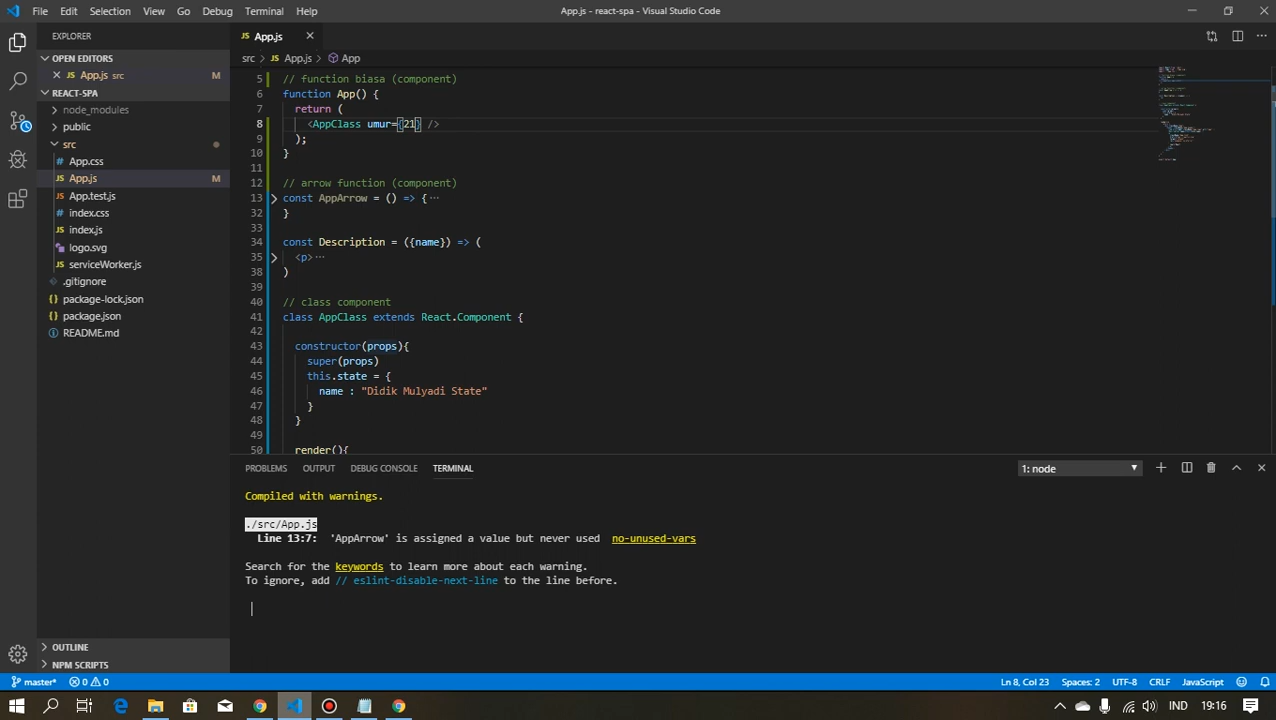 File Edit Selection View Go Debug Terminal Help
App.js - react-spa - Visual Studio Code
EXPLORER
OPEN EDITORS
App.js src M
REACT-SPA
node_modules
public
src
App.css
App.js M
App.test.js
index.css
index.js
logo.svg
serviceWorker.js
.gitignore
package-lock.json
package.json
README.md
OUTLINE
NPM SCRIPTS
App.js
src > App.js > App
5 // function biasa (component)
6 function App() {
7 return (
8 <AppClass umur={21} />
9 );
10 }
11
12 // arrow function (component)
13 const AppArrow = () => { ···
32 }
33
34 const Description = ({name}) => (
35 <p> ···
38 )
39
40 // class component
41 class AppClass extends React.Component {
42
43 constructor(props){
44 super(props)
45 this.state = {
46 name : "Didik Mulyadi State"
47 }
48 }
49
50 render(){
PROBLEMS OUTPUT DEBUG CONSOLE TERMINAL
1: node
Compiled with warnings.
./src/App.js
Line 13:7: 'AppArrow' is assigned a value but never used no-unused-vars
Search for the keywords to learn more about each warning.
To ignore, add // eslint-disable-next-line to the line before.
master* 0 0
Ln 8, Col 23 Spaces: 2 UTF-8 CRLF JavaScript
IND 19:16